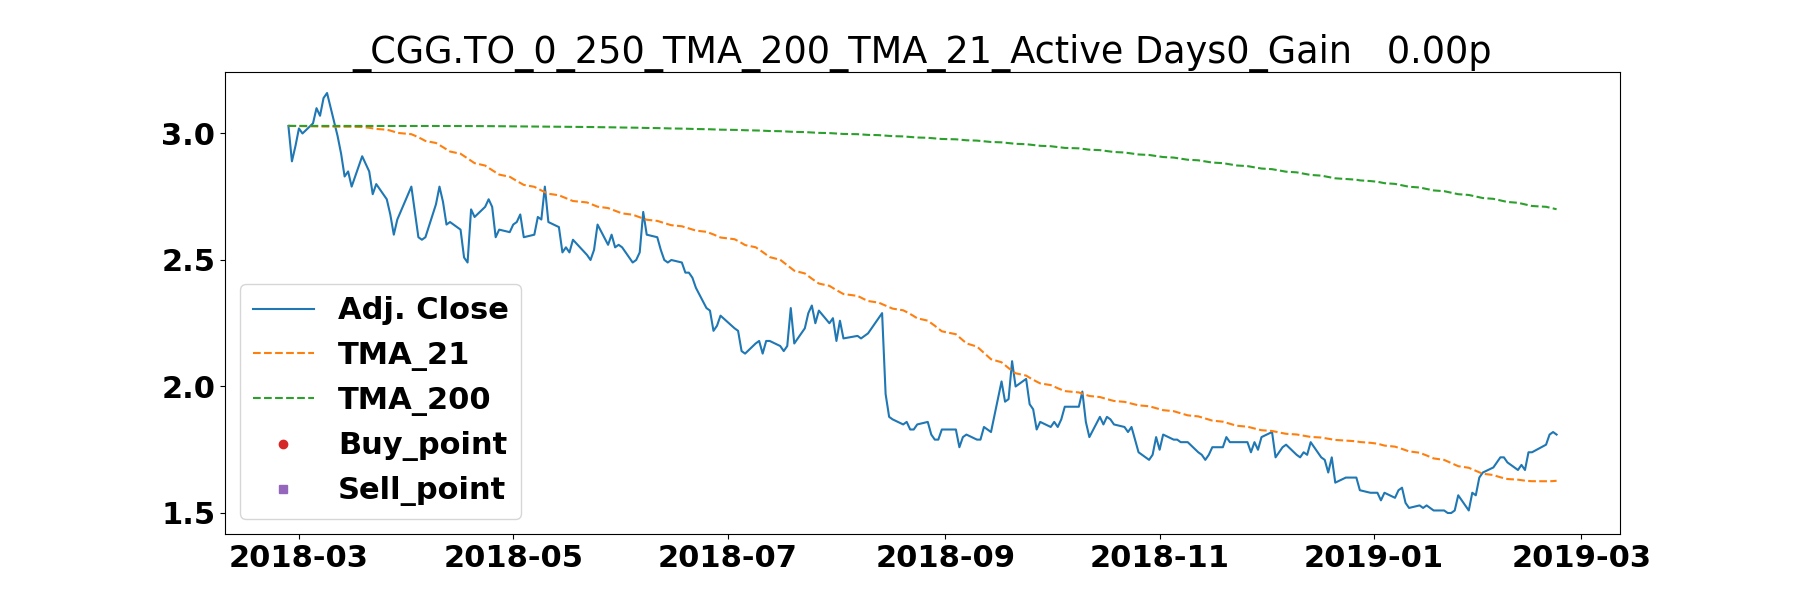 _CGG.TO_0_250_TMA_200_TMA_21_Active Days0_Gain   0.00p
3.0
2.5
2.0
1.5
Adj. Close
TMA_21
TMA_200
Buy_point
Sell_point
2018-03 2018-05 2018-07 2018-09 2018-11 2019-01 2019-03